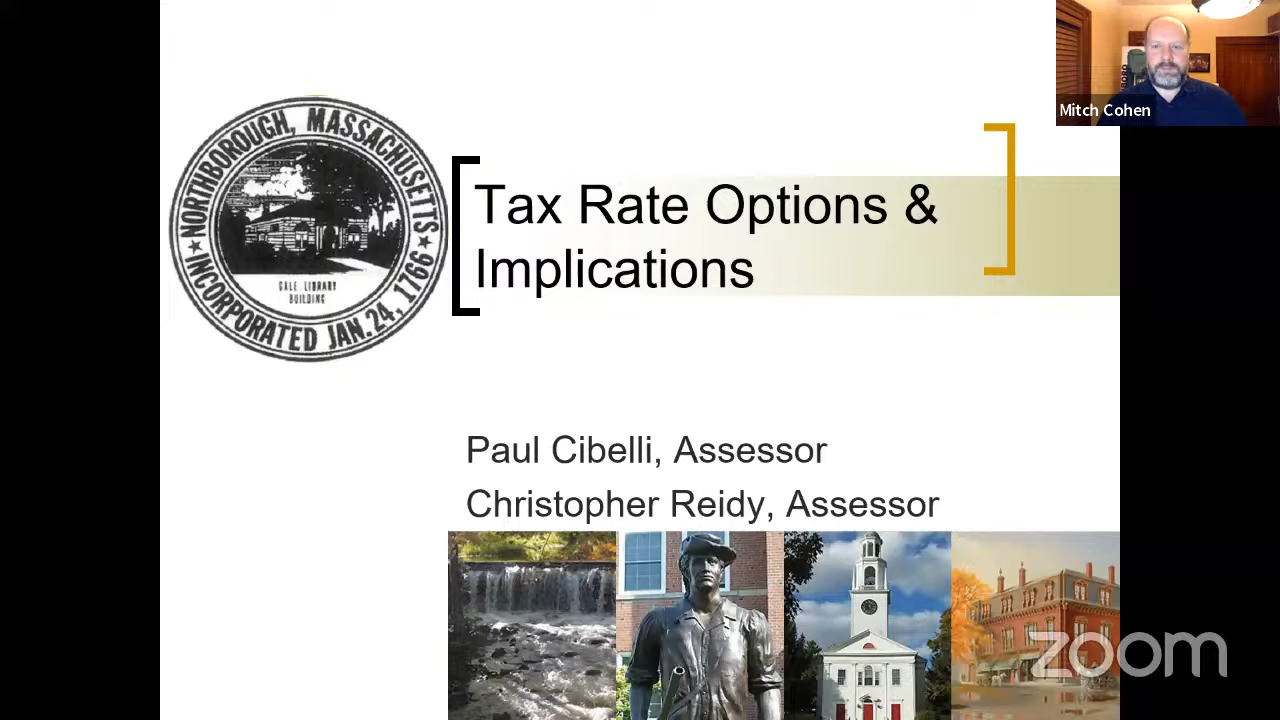 Mitch Cohen
NORTHBOROUGH, MASSACHUSETTS
GALE LIBRARY
BUILDING
INCORPORATED JAN. 24, 1766
Tax Rate Options &
Implications
Paul Cibelli, Assessor
Christopher Reidy, Assessor
zoom